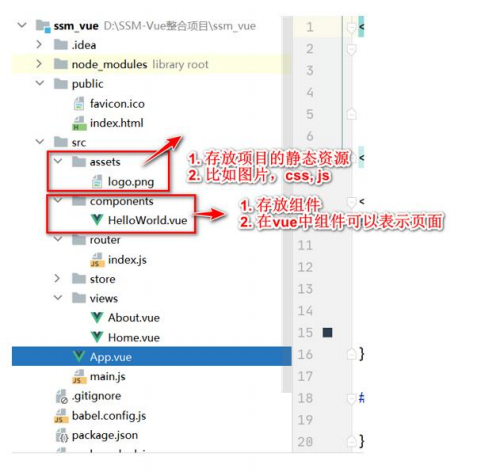 ssm_vue D:\SSM-Vue整合项目\ssm_vue
.idea
node_modules library root
public
favicon.ico
index.html
src
assets
logo.png
components
HelloWorld.vue
router
index.js
store
views
About.vue
Home.vue
App.vue
main.js
.gitignore
babel.config.js
package.json
1. 存放项目的静态资源
2. 比如图片，css, js
1. 存放组件
2. 在vue中组件可以表示页面
1 <
2
3
4
5
6
<
<
11
12
13
14
15
16 }
17
18 #
19
20 }